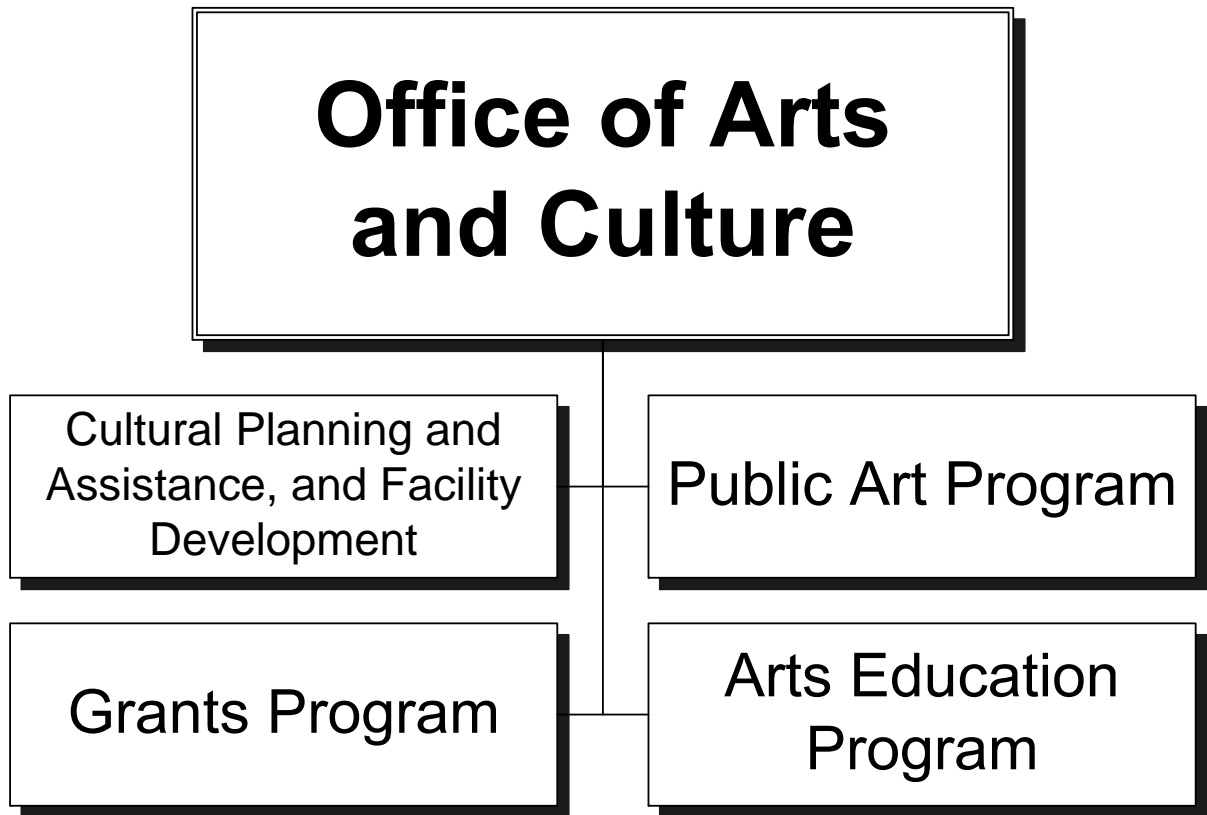 Office of Arts
and Culture
Cultural Planning and
Assistance, and Facility
Development
Public Art Program
Grants Program
Arts Education
Program